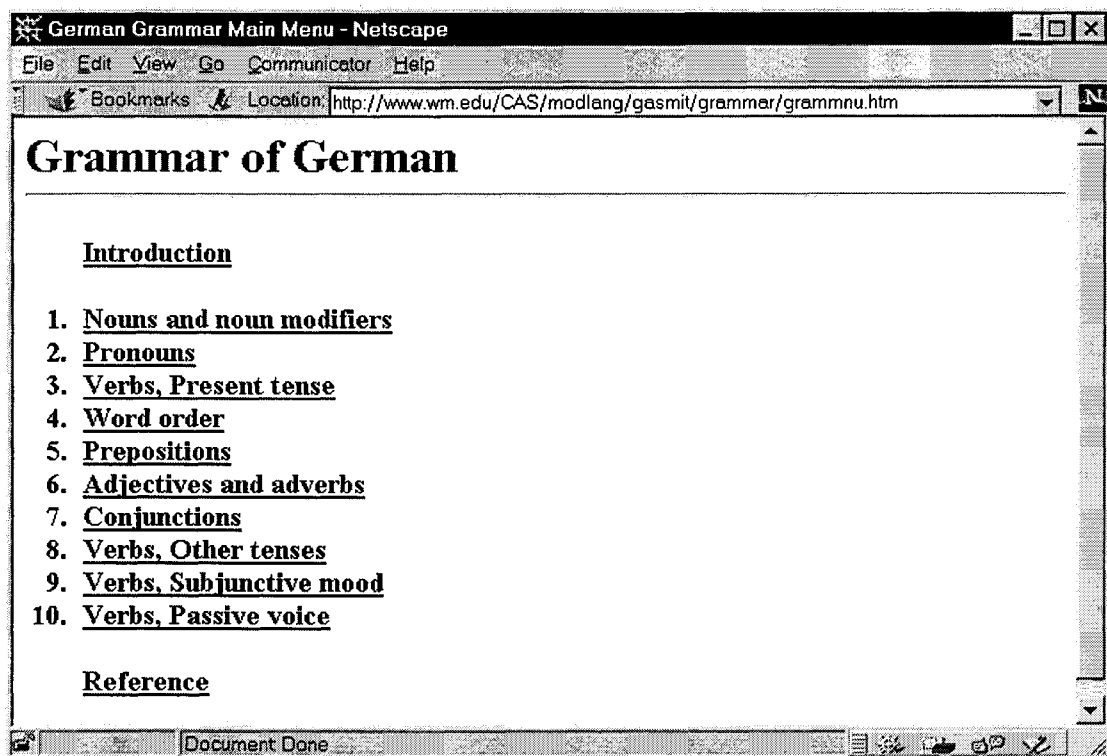 German Grammar Main Menu - Netscape
File Edit View Go Communicator Help
Bookmarks Location: http://www.wm.edu/CAS/modlang/gasmit/grammar/grammnu.htm
N
Grammar of German
Introduction
1. Nouns and noun modifiers
2. Pronouns
3. Verbs, Present tense
4. Word order
5. Prepositions
6. Adjectives and adverbs
7. Conjunctions
8. Verbs, Other tenses
9. Verbs, Subjunctive mood
10. Verbs, Passive voice
Reference
Document Done